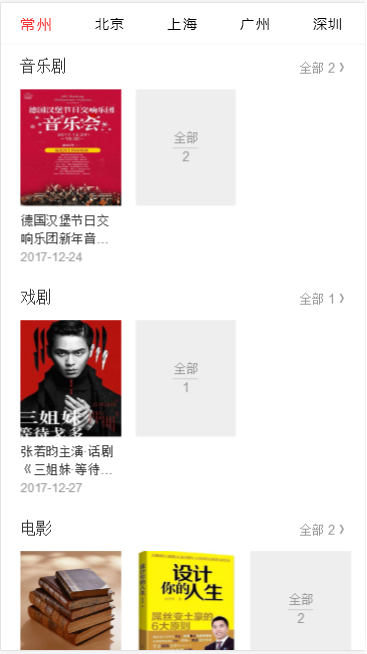 常州 北京 上海 广州 深圳
音乐剧 全部 2 》
德国汉堡节日交响乐团
音乐会
全部
2
德国汉堡节日交
响乐团新年音...
2017-12-24
戏剧 全部 1 》
三姐妹
等待戈多
全部
1
张若昀主演·话剧
《三姐妹·等待...
2017-12-27
电影 全部 2 》
设计
你的人生
屌丝变土豪的
6大原则
全部
2